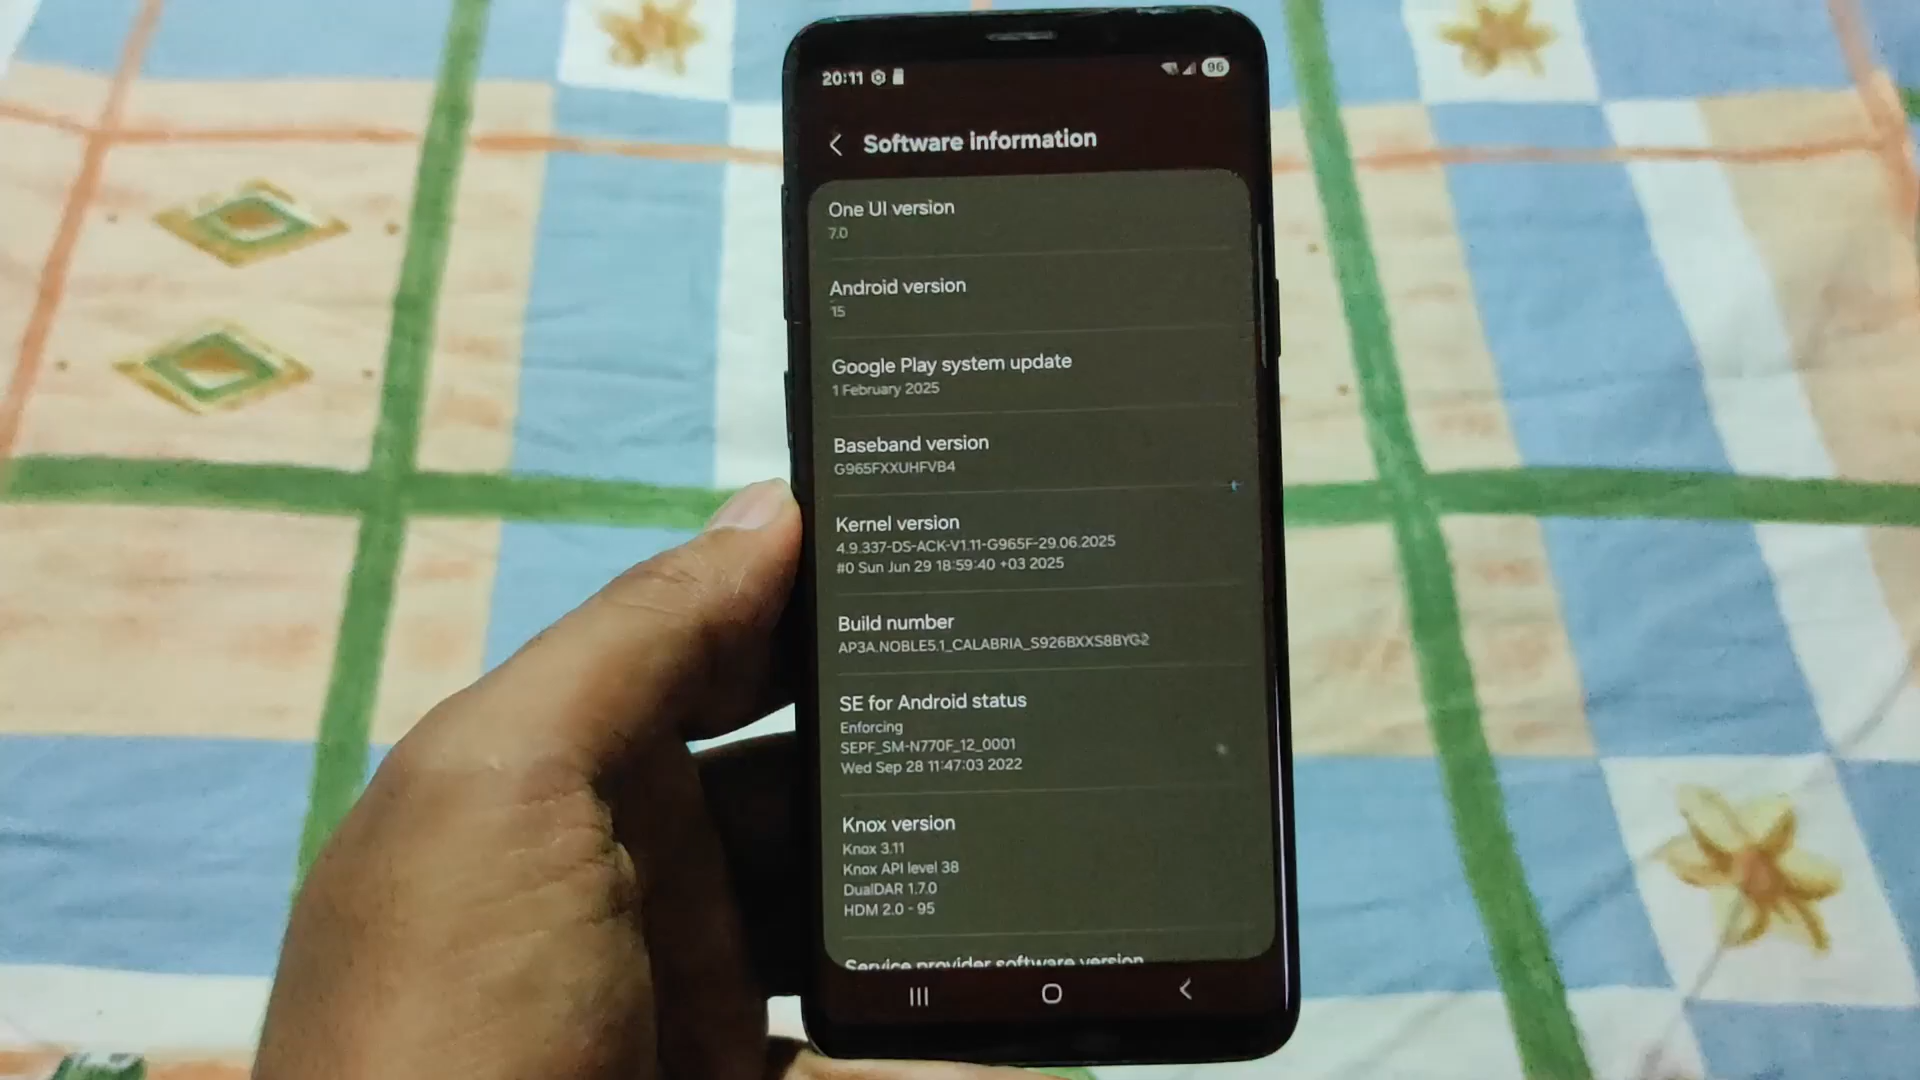 20:11
96
Software information
One UI version
7.0
Android version
15
Google Play system update
1 February 2025
Baseband version
G965FXXUHFVB4
Kernel version
4.9.337-DS-ACK-V1.11-G965F-29.06.2025
#0 Sun Jun 29 18:59:40 +03 2025
Build number
AP3A.NOBLE5.1_CALABRIA_S926BXXS8BYG2
SE for Android status
Enforcing
SEPF_SM-N770F_12_0001
Wed Sep 28 11:47:03 2022
Knox version
Knox 3.11
Knox API level 38
DualDAR 1.7.0
HDM 2.0 - 95
Service provider software version